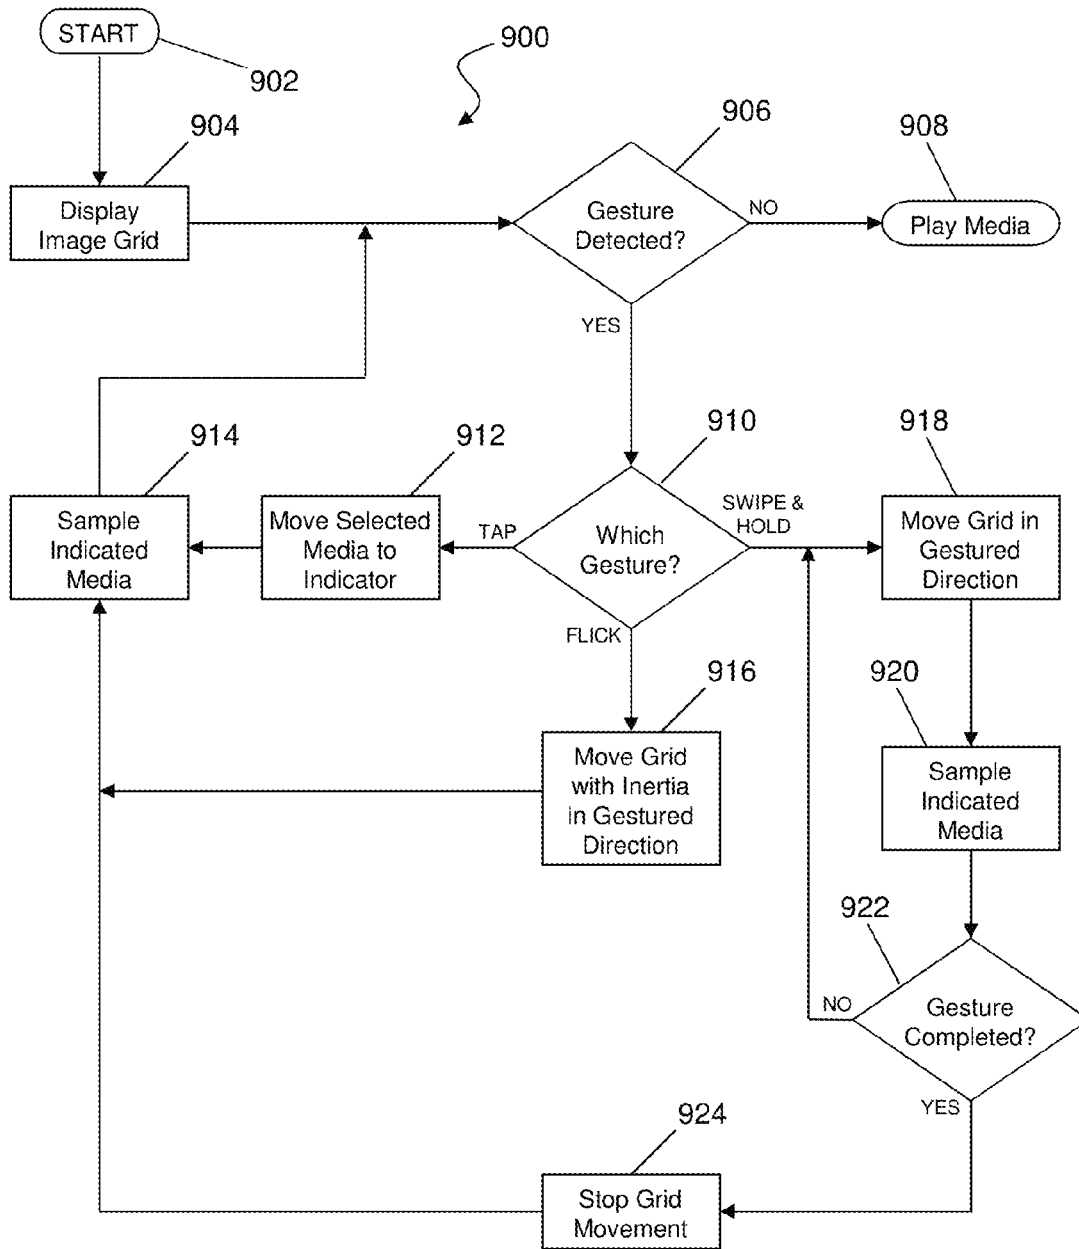 START
902
900
904
906
908
Display
Image Grid
Gesture
Detected?
NO
Play Media
YES
914
912
910
918
Sample
Indicated
Media
Move Selected
Media to
Indicator
TAP
Which
Gesture?
SWIPE &
HOLD
Move Grid in
Gestured
Direction
FLICK
916
920
Move Grid
with Inertia
in Gestured
Direction
Sample
Indicated
Media
922
NO
Gesture
Completed?
YES
924
Stop Grid
Movement